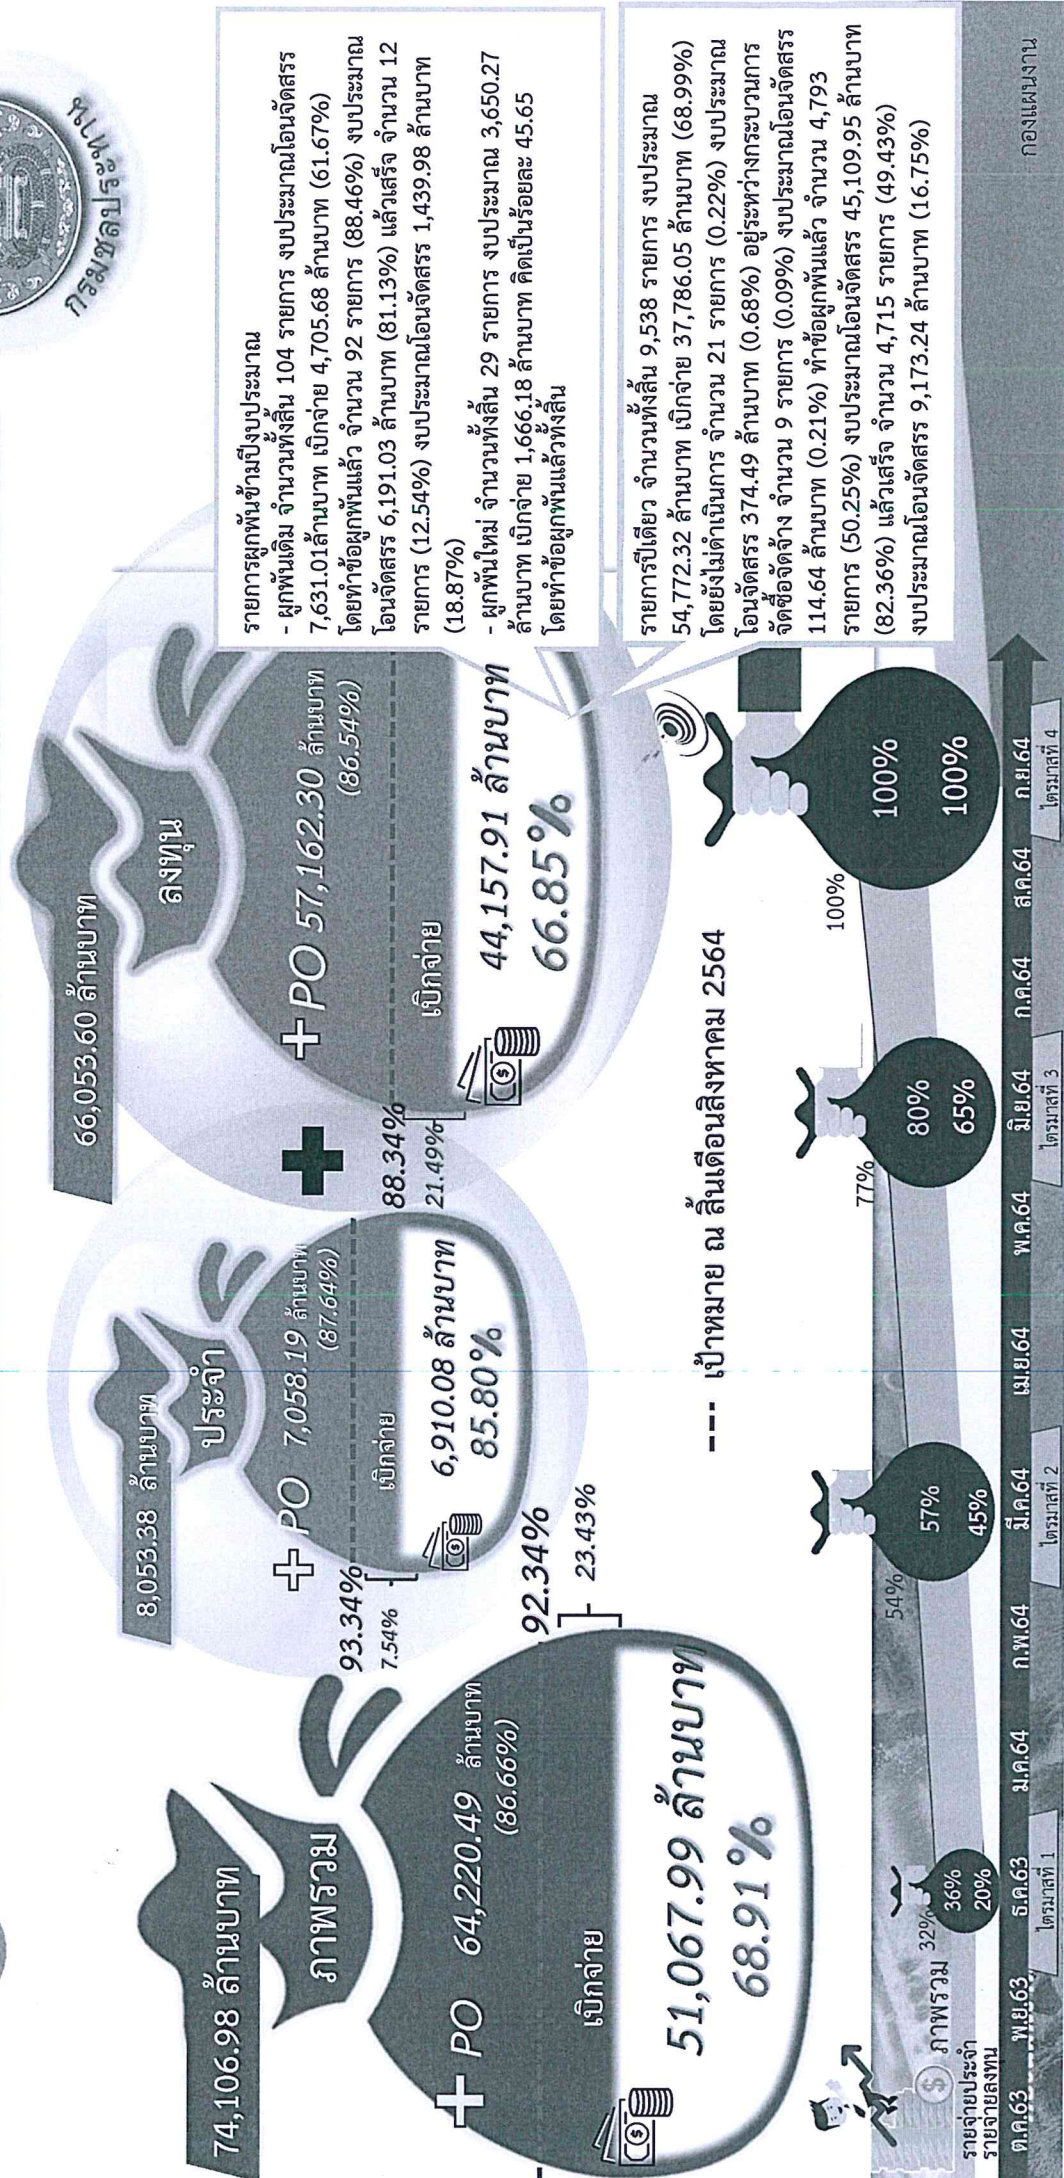 กรมชลประทาน
74,106.98 ล้านบาท
ภาพรวม
+ PO 64,220.49 ล้านบาท
(86.66%)
เบิกจ่าย
51,067.99 ล้านบาท
68.91%
92.34%
23.43%
8,053.38 ล้านบาท
ประจำ
+ PO 7,058.19 ล้านบาท
(87.64%)
93.34%
7.54%
เบิกจ่าย
6,910.08 ล้านบาท
85.80%
66,053.60 ล้านบาท
ลงทุน
+ PO 57,162.30 ล้านบาท
(86.54%)
88.34%
21.49%
เบิกจ่าย
44,157.91 ล้านบาท
66.85%
รายการผูกพันข้ามปีงบประมาณ
- ผูกพันเดิม จำนวนทั้งสิ้น 104 รายการ งบประมาณโอนจัดสรร
7,631.01ล้านบาท เบิกจ่าย 4,705.68 ล้านบาท (61.67%)
โดยทำข้อผูกพันแล้ว จำนวน 92 รายการ (88.46%) งบประมาณ
โอนจัดสรร 6,191.03 ล้านบาท (81.13%) แล้วเสร็จ จำนวน 12
รายการ (12.54%) งบประมาณโอนจัดสรร 1,439.98 ล้านบาท
(18.87%)
- ผูกพันใหม่ จำนวนทั้งสิ้น 29 รายการ งบประมาณ 3,650.27
ล้านบาท เบิกจ่าย 1,666.18 ล้านบาท คิดเป็นร้อยละ 45.65
โดยทำข้อผูกพันแล้วทั้งสิ้น
รายการปีเดียว จำนวนทั้งสิ้น 9,538 รายการ งบประมาณ
54,772.32 ล้านบาท เบิกจ่าย 37,786.05 ล้านบาท (68.99%)
โดยยังไม่ดำเนินการ จำนวน 21 รายการ (0.22%) งบประมาณ
โอนจัดสรร 374.49 ล้านบาท (0.68%) อยู่ระหว่างกระบวนการ
จัดซื้อจัดจ้าง จำนวน 9 รายการ (0.09%) งบประมาณโอนจัดสรร
114.64 ล้านบาท (0.21%) ทำข้อผูกพันแล้ว จำนวน 4,793
รายการ (50.25%) งบประมาณโอนจัดสรร 45,109.95 ล้านบาท
(82.36%) แล้วเสร็จ จำนวน 4,715 รายการ (49.43%)
งบประมาณโอนจัดสรร 9,173.24 ล้านบาท (16.75%)
--- เป้าหมาย ณ สิ้นเดือนสิงหาคม 2564
ภาพรวม 32% 54% 77% 100%
รายจ่ายประจำ 36% 57% 80% 100%
รายจ่ายลงทุน 20% 45% 65% 100%
ต.ค.63 พ.ย.63 ธ.ค.63 ม.ค.64 ก.พ.64 มี.ค.64 เม.ย.64 พ.ค.64 มิ.ย.64 ก.ค.64 ส.ค.64 ก.ย.64
ไตรมาสที่ 1 ไตรมาสที่ 2 ไตรมาสที่ 3 ไตรมาสที่ 4
กองแผนงาน